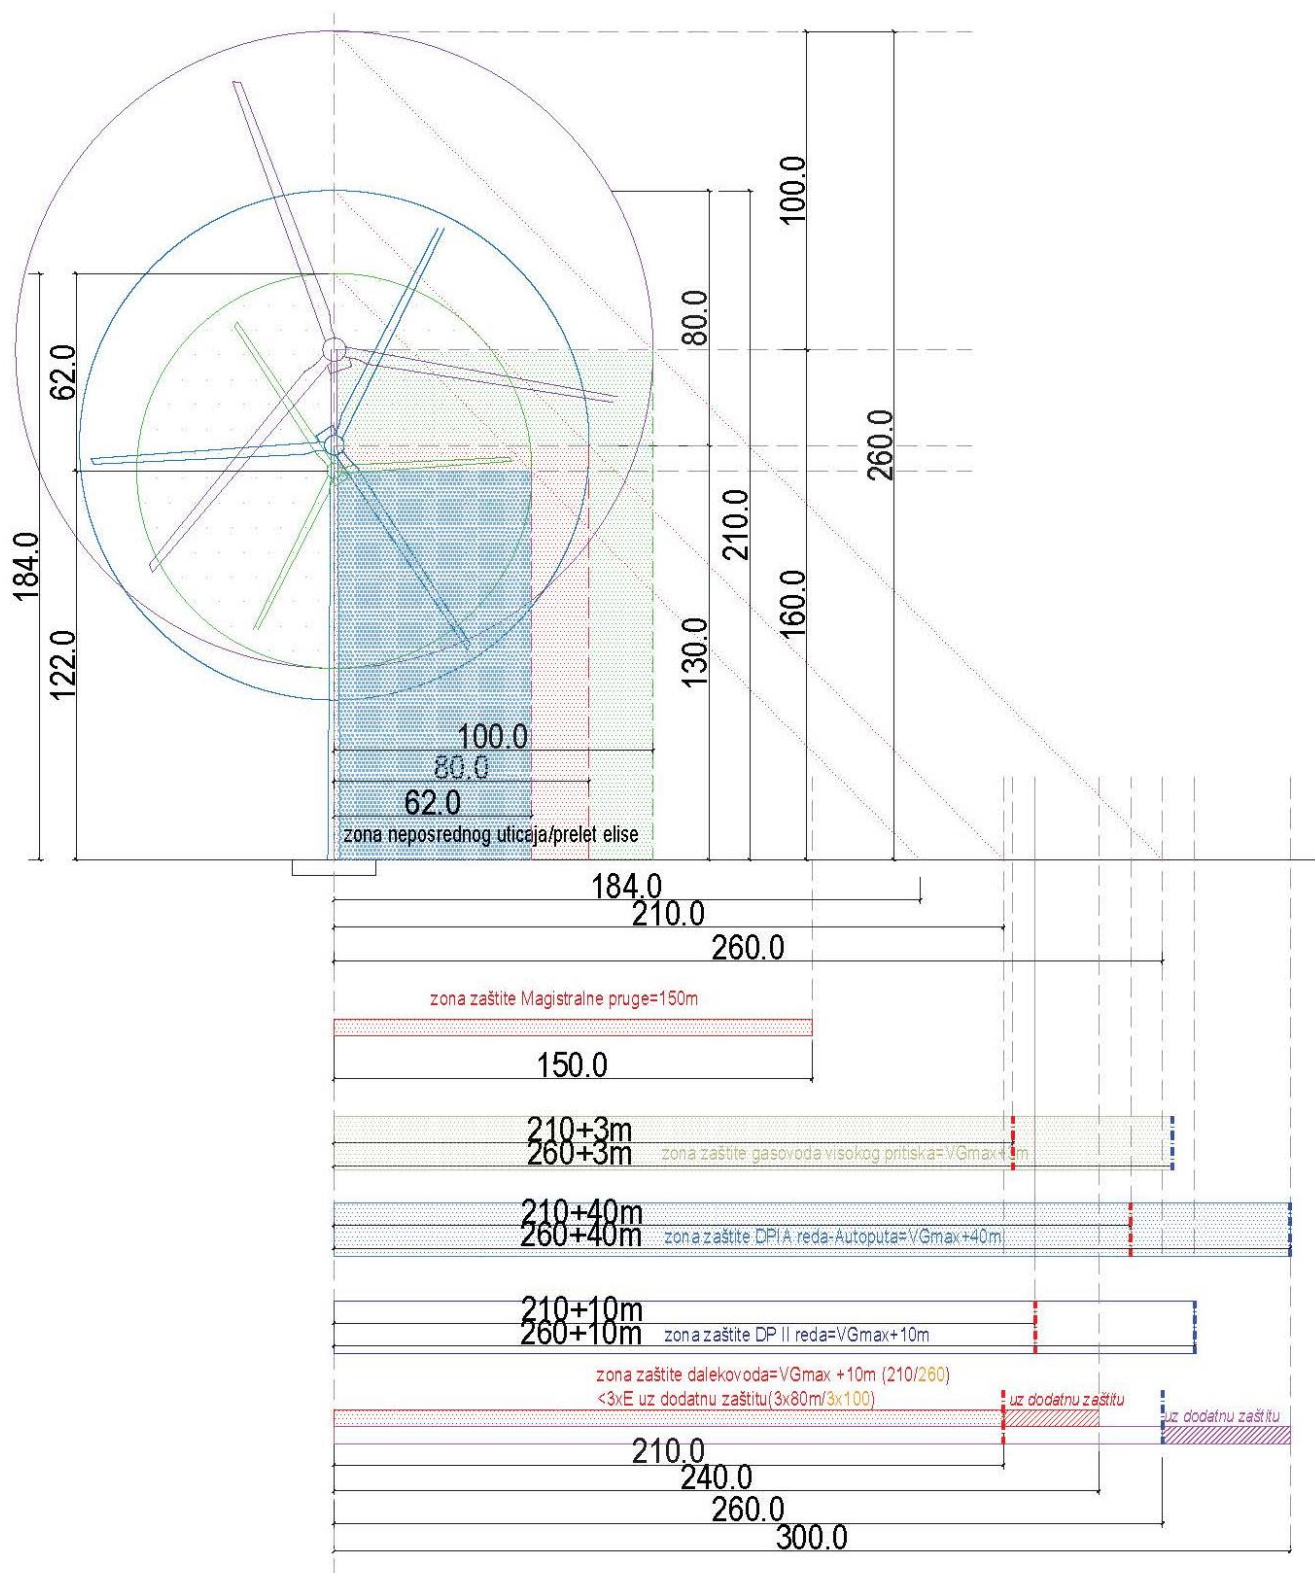 100.0
62.0
80.0
260.0
210.0
184.0
160.0
122.0
130.0
100.0
80.0
62.0
zona neposrednog uticaja/prelet elise
184.0
210.0
260.0
zona zaštite Magistralne pruge=150m
150.0
210+3m
260+3m zona zaštite gasovoda visokog pritiska=VGmax+3m
210+40m
260+40m zona zaštite DPIA reda-Autoputa=VGmax+40m
210+10m
260+10m zona zaštite DP II reda=VGmax+10m
zona zaštite dalekovoda=VGmax +10m (210/260)
<3xE uz dodatnu zaštitu(3x80m/3x100)
uz dodatnu zaštitu
uz dodatnu zaštitu
210.0
240.0
260.0
300.0